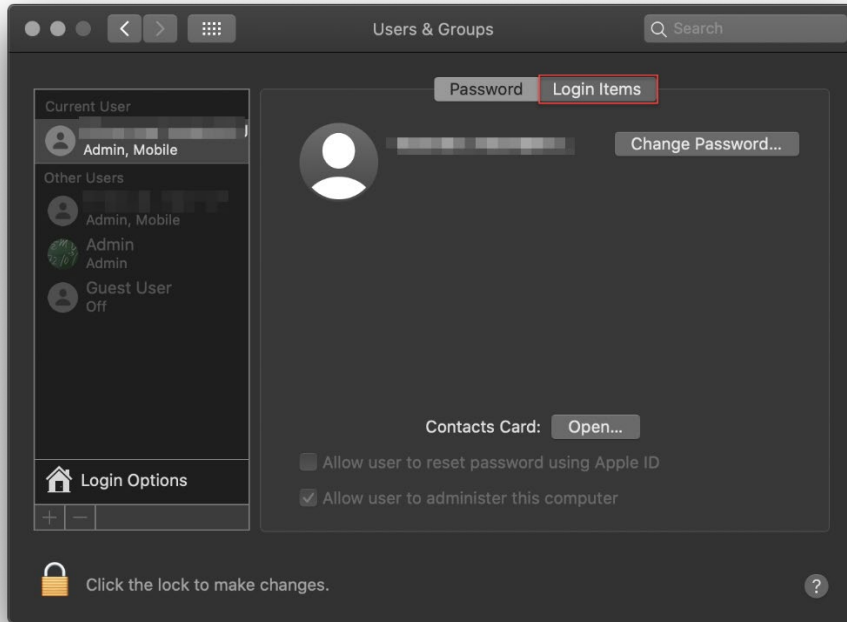 Users & Groups
Search
Password
Login Items
Current User
Admin, Mobile
Change Password...
Other Users
Admin, Mobile
Admin
Admin
Guest User
Off
Contacts Card:
Open...
Allow user to reset password using Apple ID
Allow user to administer this computer
Login Options
Click the lock to make changes.
?